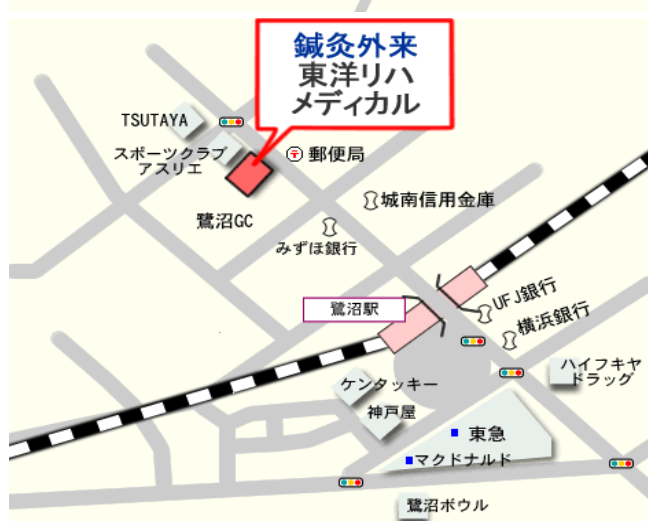 鍼灸外来
東洋リハ
メディカル
TSUTAYA
スポーツクラブ
アスリエ
郵便局
鷺沼GC
城南信用金庫
みずほ銀行
鷺沼駅
UFJ銀行
横浜銀行
ハイフキヤ
ドラッグ
ケンタッキー
神戸屋
東急
マクドナルド
鷺沼ボウル